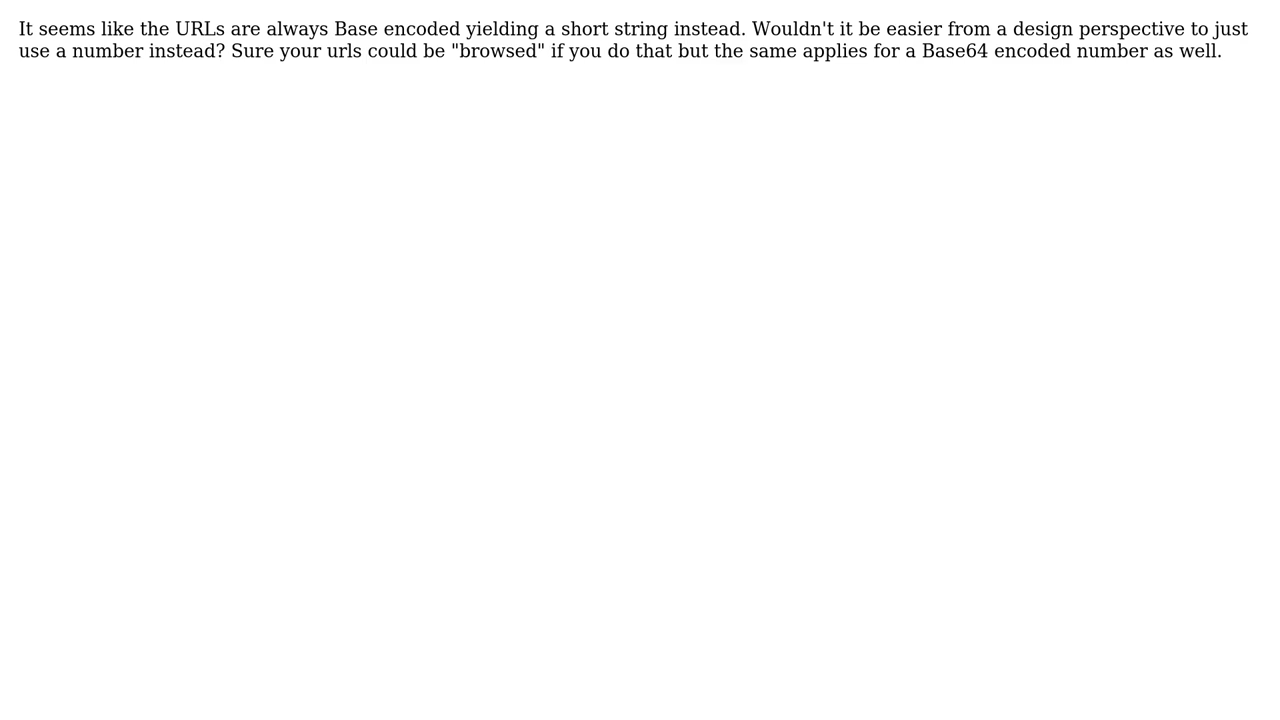 It seems like the URLs are always Base encoded yielding a short string instead. Wouldn't it be easier from a design perspective to just
use a number instead? Sure your urls could be "browsed" if you do that but the same applies for a Base64 encoded number as well.